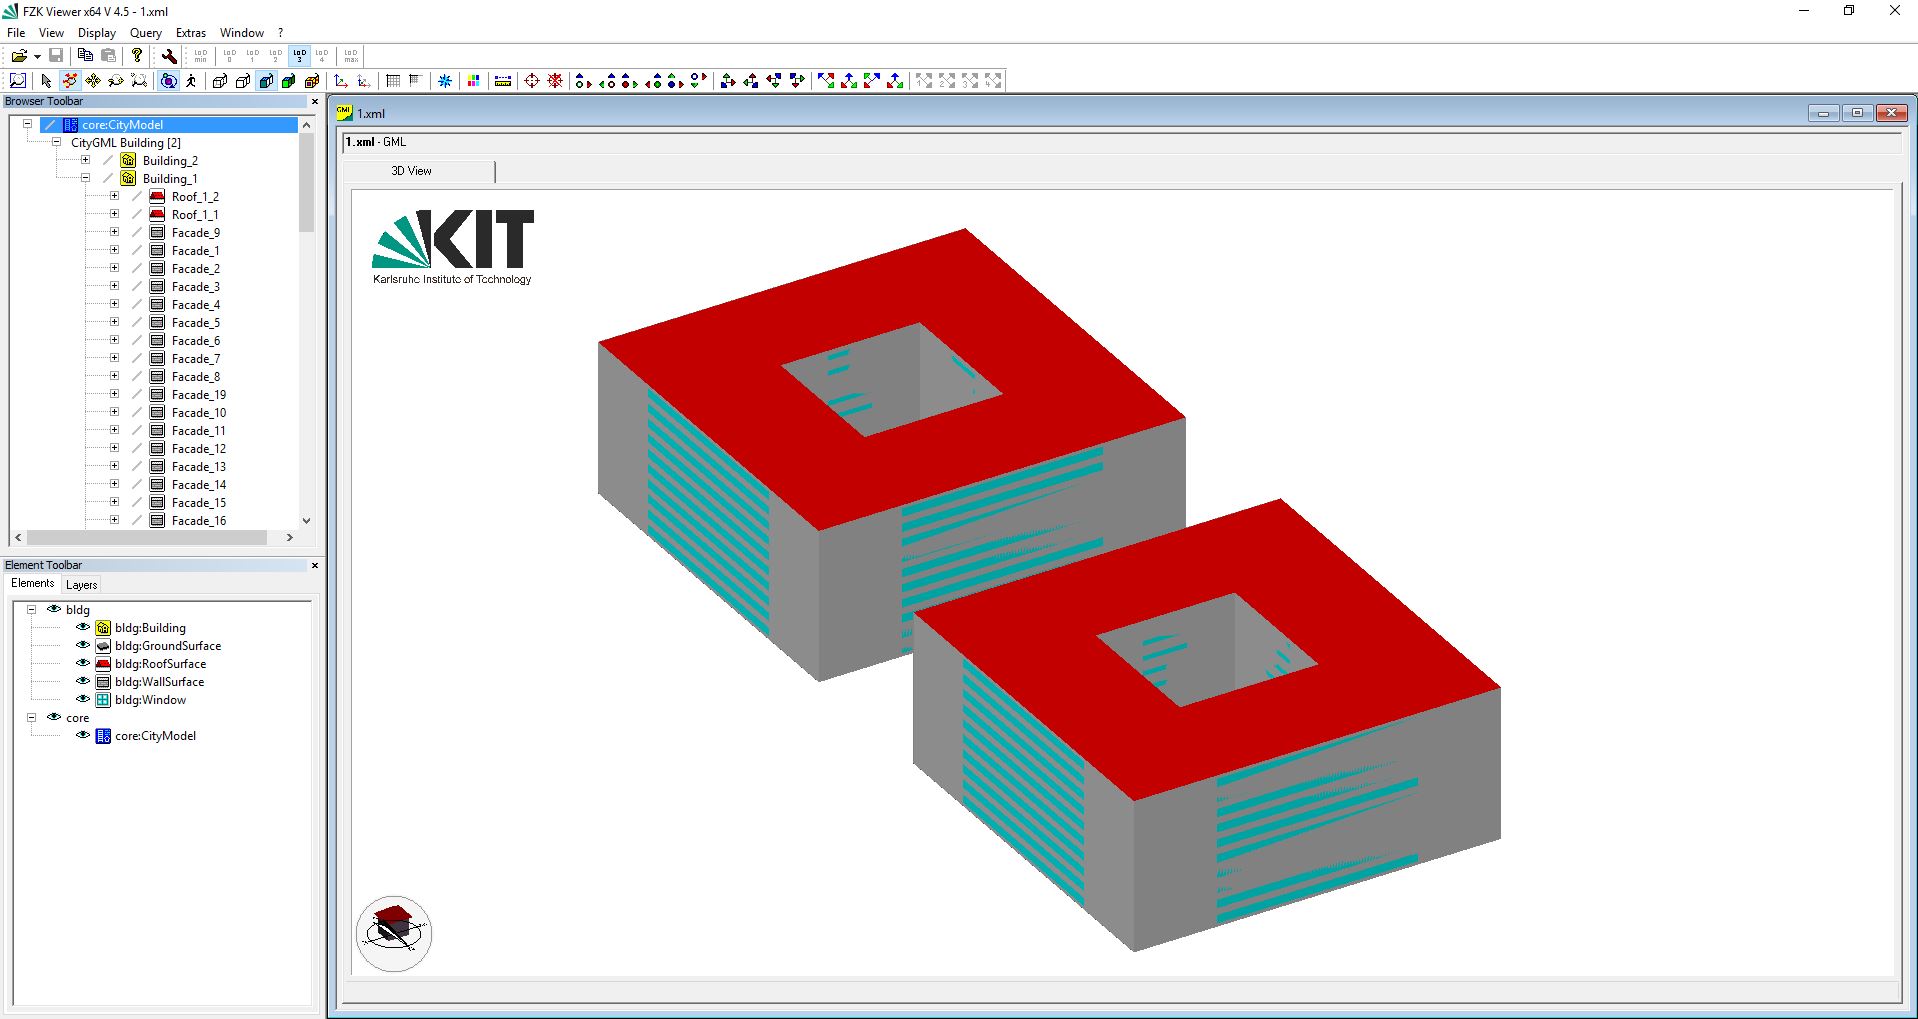 FZK Viewer x64 V 4.5 - 1.xml
File View Display Query Extras Window ?
LoD min LoD 0 LoD 1 LoD 2 LoD 3 LoD 4 LoD max
Browser Toolbar
core:CityModel
CityGML Building [2]
Building_2
Building_1
Roof_1_2
Roof_1_1
Facade_9
Facade_1
Facade_2
Facade_3
Facade_4
Facade_5
Facade_6
Facade_7
Facade_8
Facade_19
Facade_10
Facade_11
Facade_12
Facade_13
Facade_14
Facade_15
Facade_16
Element Toolbar
Elements Layers
bldg
bldg:Building
bldg:GroundSurface
bldg:RoofSurface
bldg:WallSurface
bldg:Window
core
core:CityModel
GML 1.xml
1.xml - GML
3D View
KIT
Karlsruhe Institute of Technology